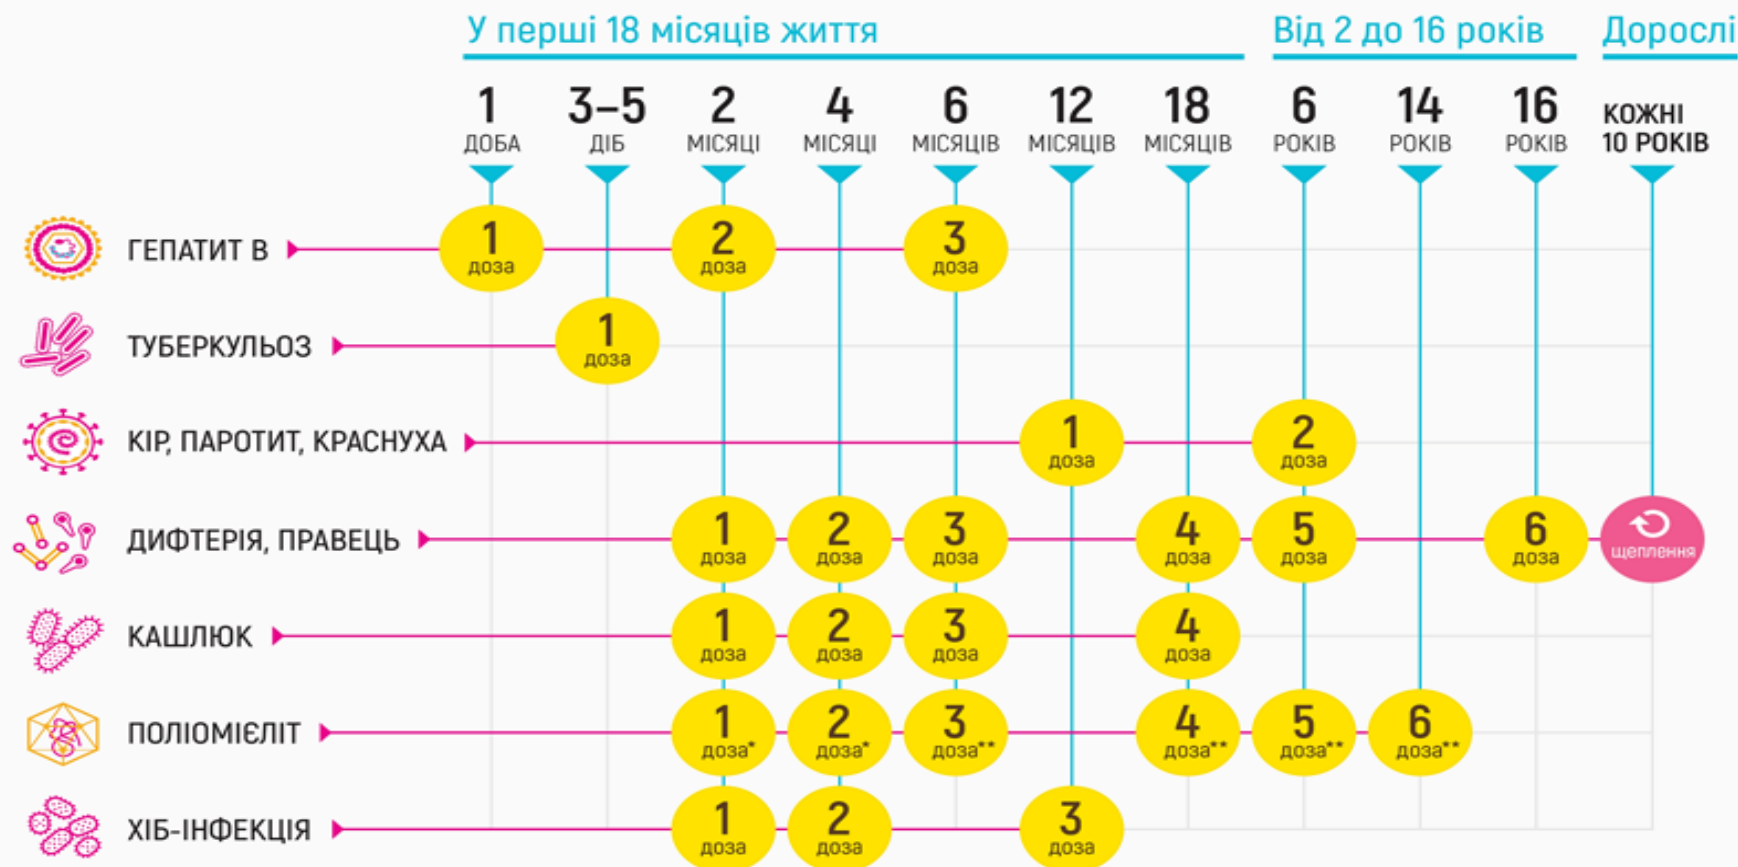 У перші 18 місяців життя Від 2 до 16 років Дорослі
1 3–5 2 4 6 12 18 6 14 16 КОЖНІ
ДОБА ДІБ МІСЯЦІ МІСЯЦІ МІСЯЦІВ МІСЯЦІВ МІСЯЦІВ РОКІВ РОКІВ РОКІВ 10 РОКІВ
ГЕПАТИТ В 1 2 3
доза доза доза
ТУБЕРКУЛЬОЗ 1
доза
КІР, ПАРОТИТ, КРАСНУХА 1 2
доза доза
ДИФТЕРІЯ, ПРАВЕЦЬ 1 2 3 4 5 6
доза доза доза доза доза доза щеплення
КАШЛЮК 1 2 3 4
доза доза доза доза
ПОЛІОМІЄЛІТ 1 2 3 4 5 6
доза* доза* доза** доза** доза** доза**
ХІБ-ІНФЕКЦІЯ 1 2 3
доза доза доза